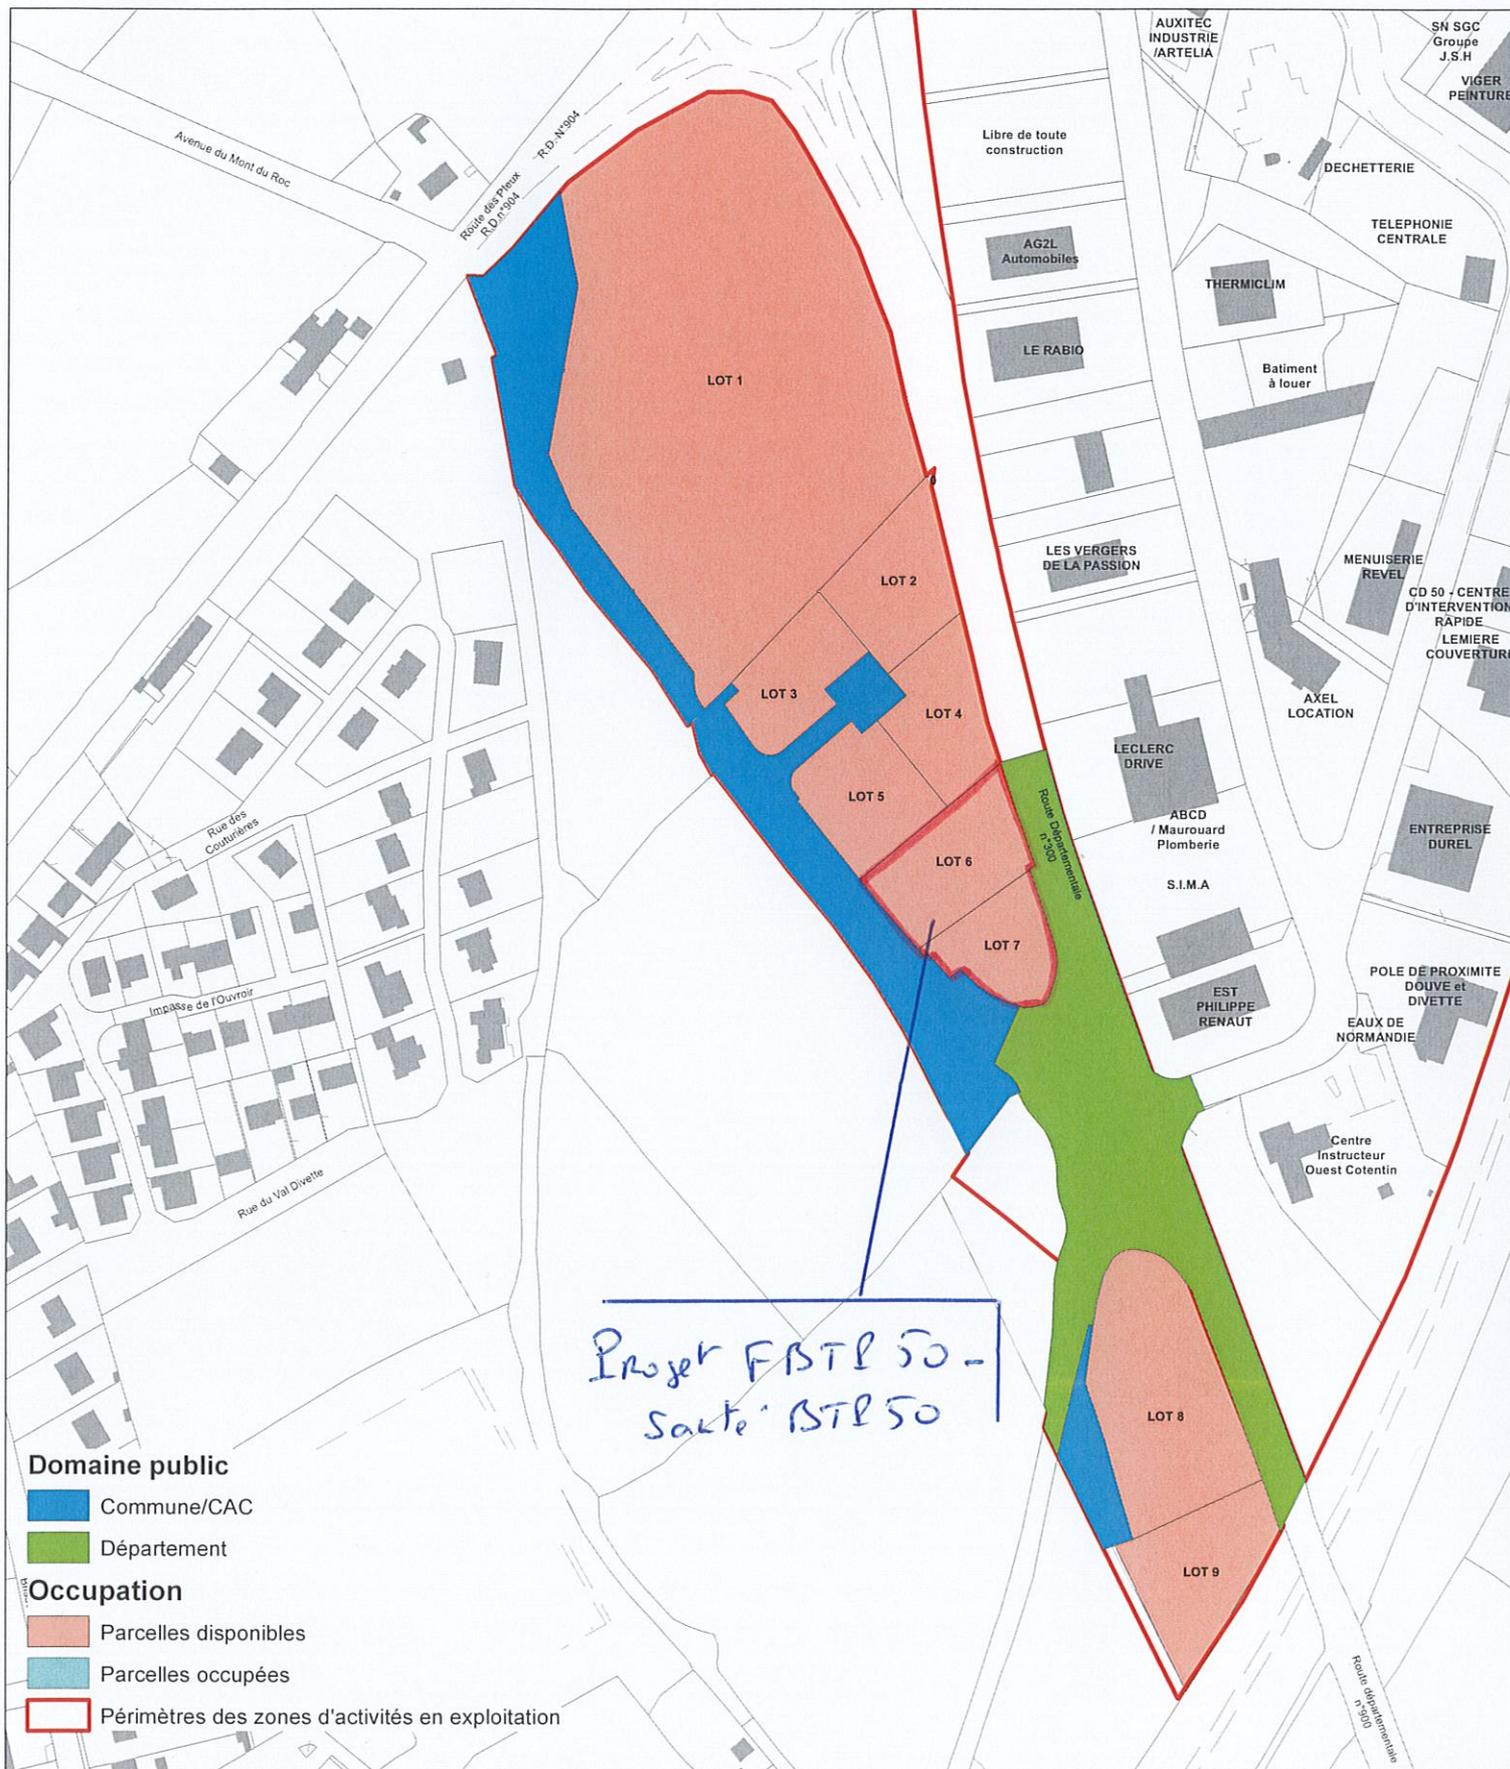 AUXITEC
INDUSTRIE
/ARTELIA
SN SGC
Groupe
J.S.H
VIGER
PEINTURE
Libre de toute
construction
DECHETTERIE
Avenue du Mont du Roc
R.D. N°904
Route des Pleux
R.D.n°904
AG2L
Automobiles
TELEPHONIE
CENTRALE
THERMICLIM
LE RABIO
Batiment
à louer
LOT 1
LES VERGERS
DE LA PASSION
MENUISERIE
REVEL
CD 50 - CENTRE
D'INTERVENTION
RAPIDE
LEMIERE
COUVERTUR
LOT 2
LOT 3
LOT 4
AXEL
LOCATION
LECLERC
DRIVE
LOT 5
Route Départementale
n°300
ABCD
/ Maurouard
Plomberie
ENTREPRISE
DUREL
Rue des
Couturières
LOT 6
S.I.M.A
LOT 7
Impasse de l'Ouvroir
EST
PHILIPPE
RENAUT
POLE DE PROXIMITE
DOUVE et
DIVETTE
EAUX DE
NORMANDIE
Centre
Instructeur
Ouest Cotentin
Rue du Val Divette
Projet FBTP 50 -
Santé BTP 50
LOT 8
LOT 9
Route départementale
n°900
Domaine public
Commune/CAC
Département
Occupation
Parcelles disponibles
Parcelles occupées
Périmètres des zones d'activités en exploitation